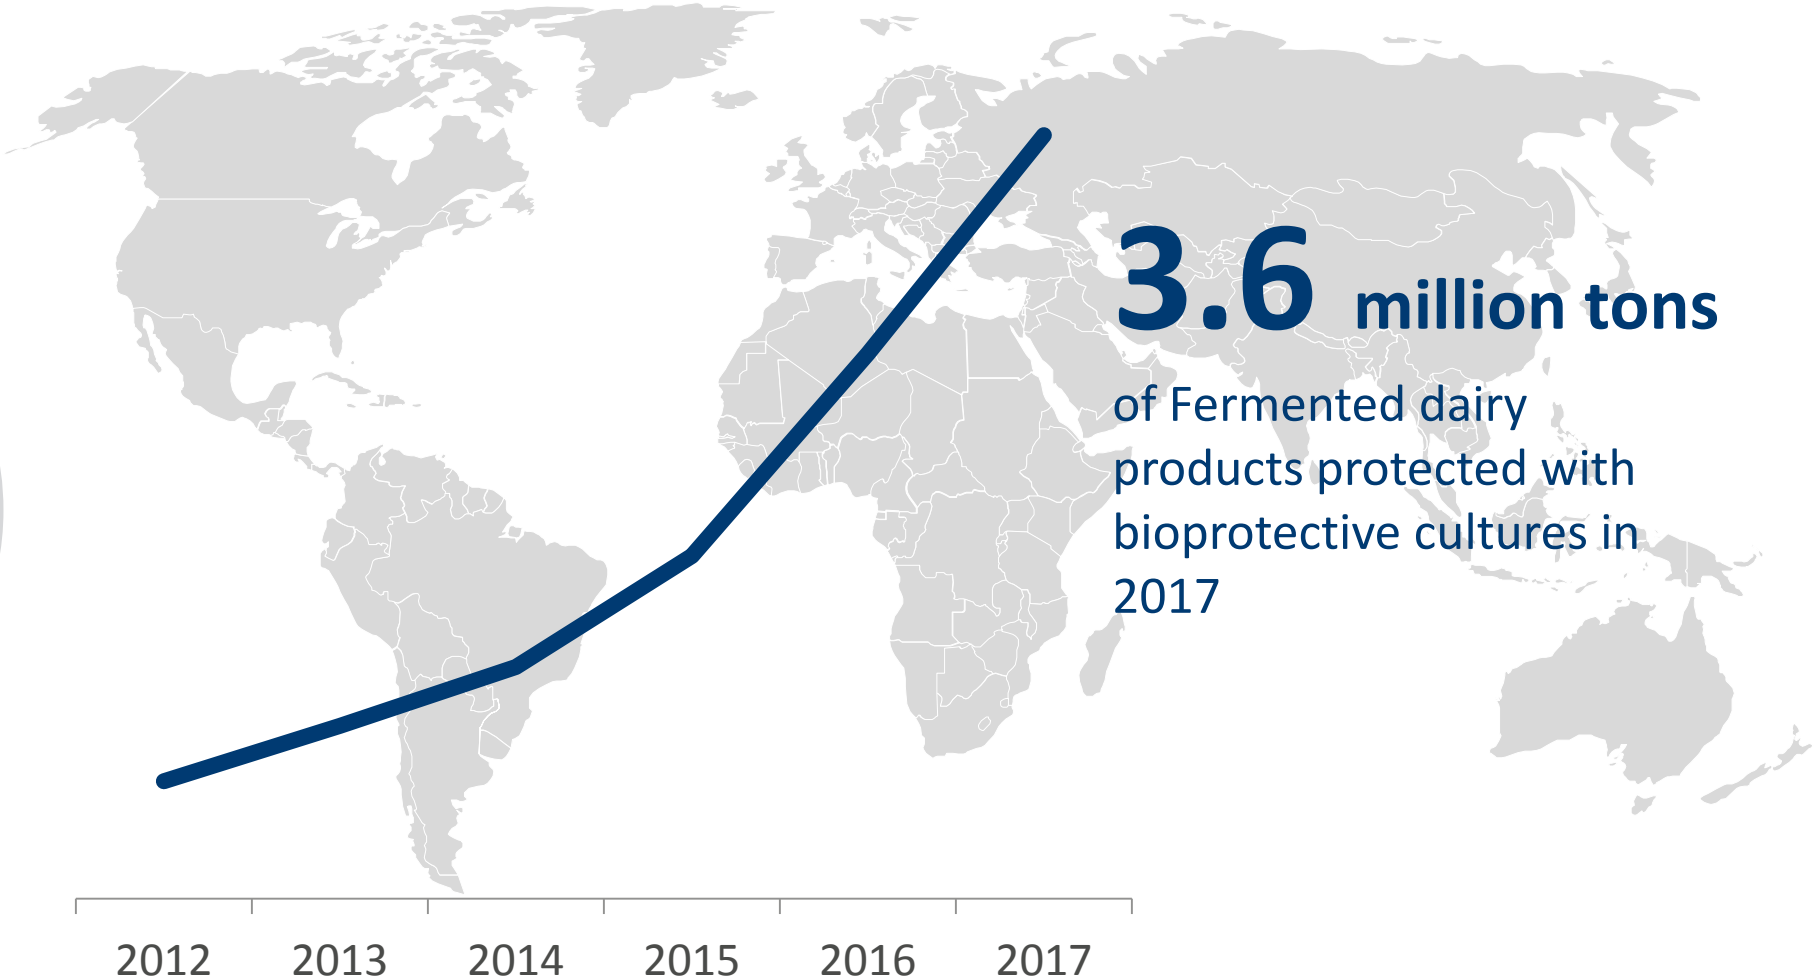 3.6 million tons
of Fermented dairy
products protected with
bioprotective cultures in
2017
2012 2013 2014 2015 2016 2017